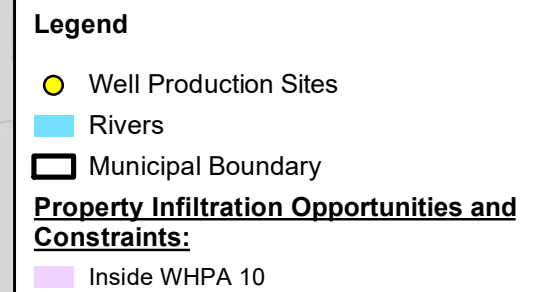 Legend
Well Production Sites
Rivers
Municipal Boundary
Property Infiltration Opportunities and
Constraints:
Inside WHPA 10